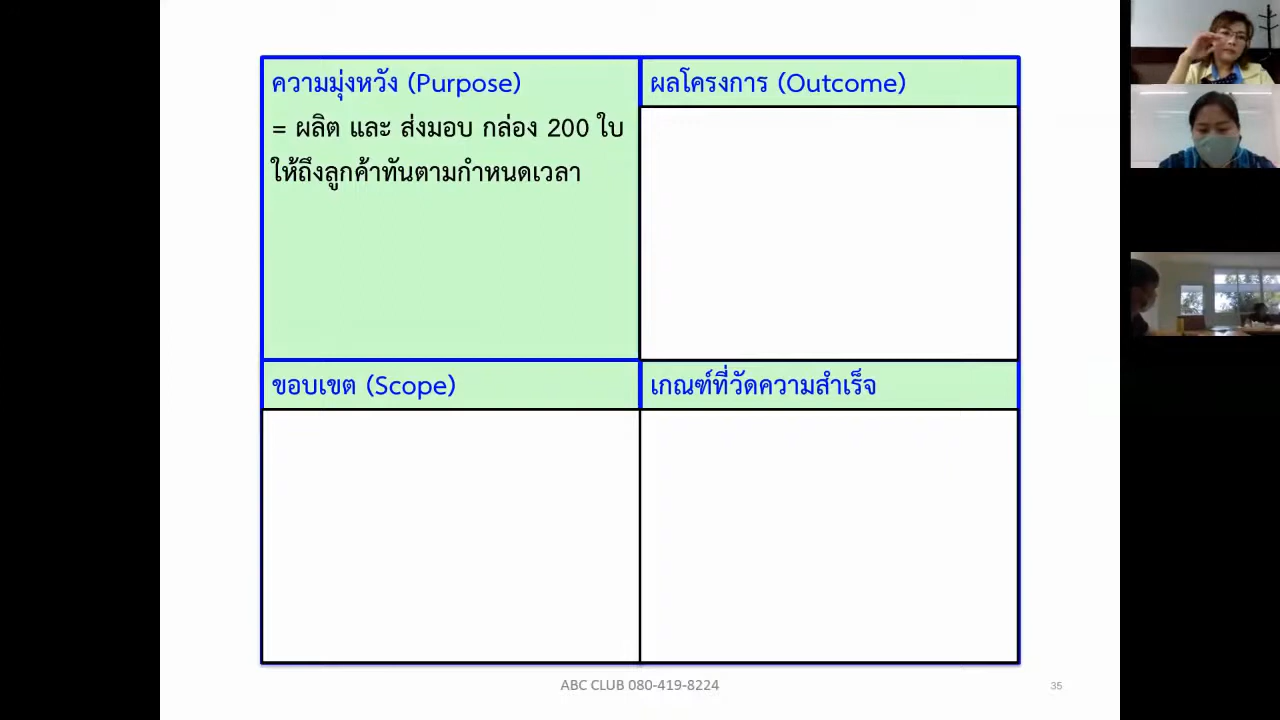 ความมุ่งหวัง (Purpose)
= ผลิต และ ส่งมอบ กล่อง 200 ใบ
ให้ถึงลูกค้าทันตามกำหนดเวลา
ผลโครงการ (Outcome)
ขอบเขต (Scope)
เกณฑ์ที่วัดความสำเร็จ
ABC CLUB 080-419-8224
35